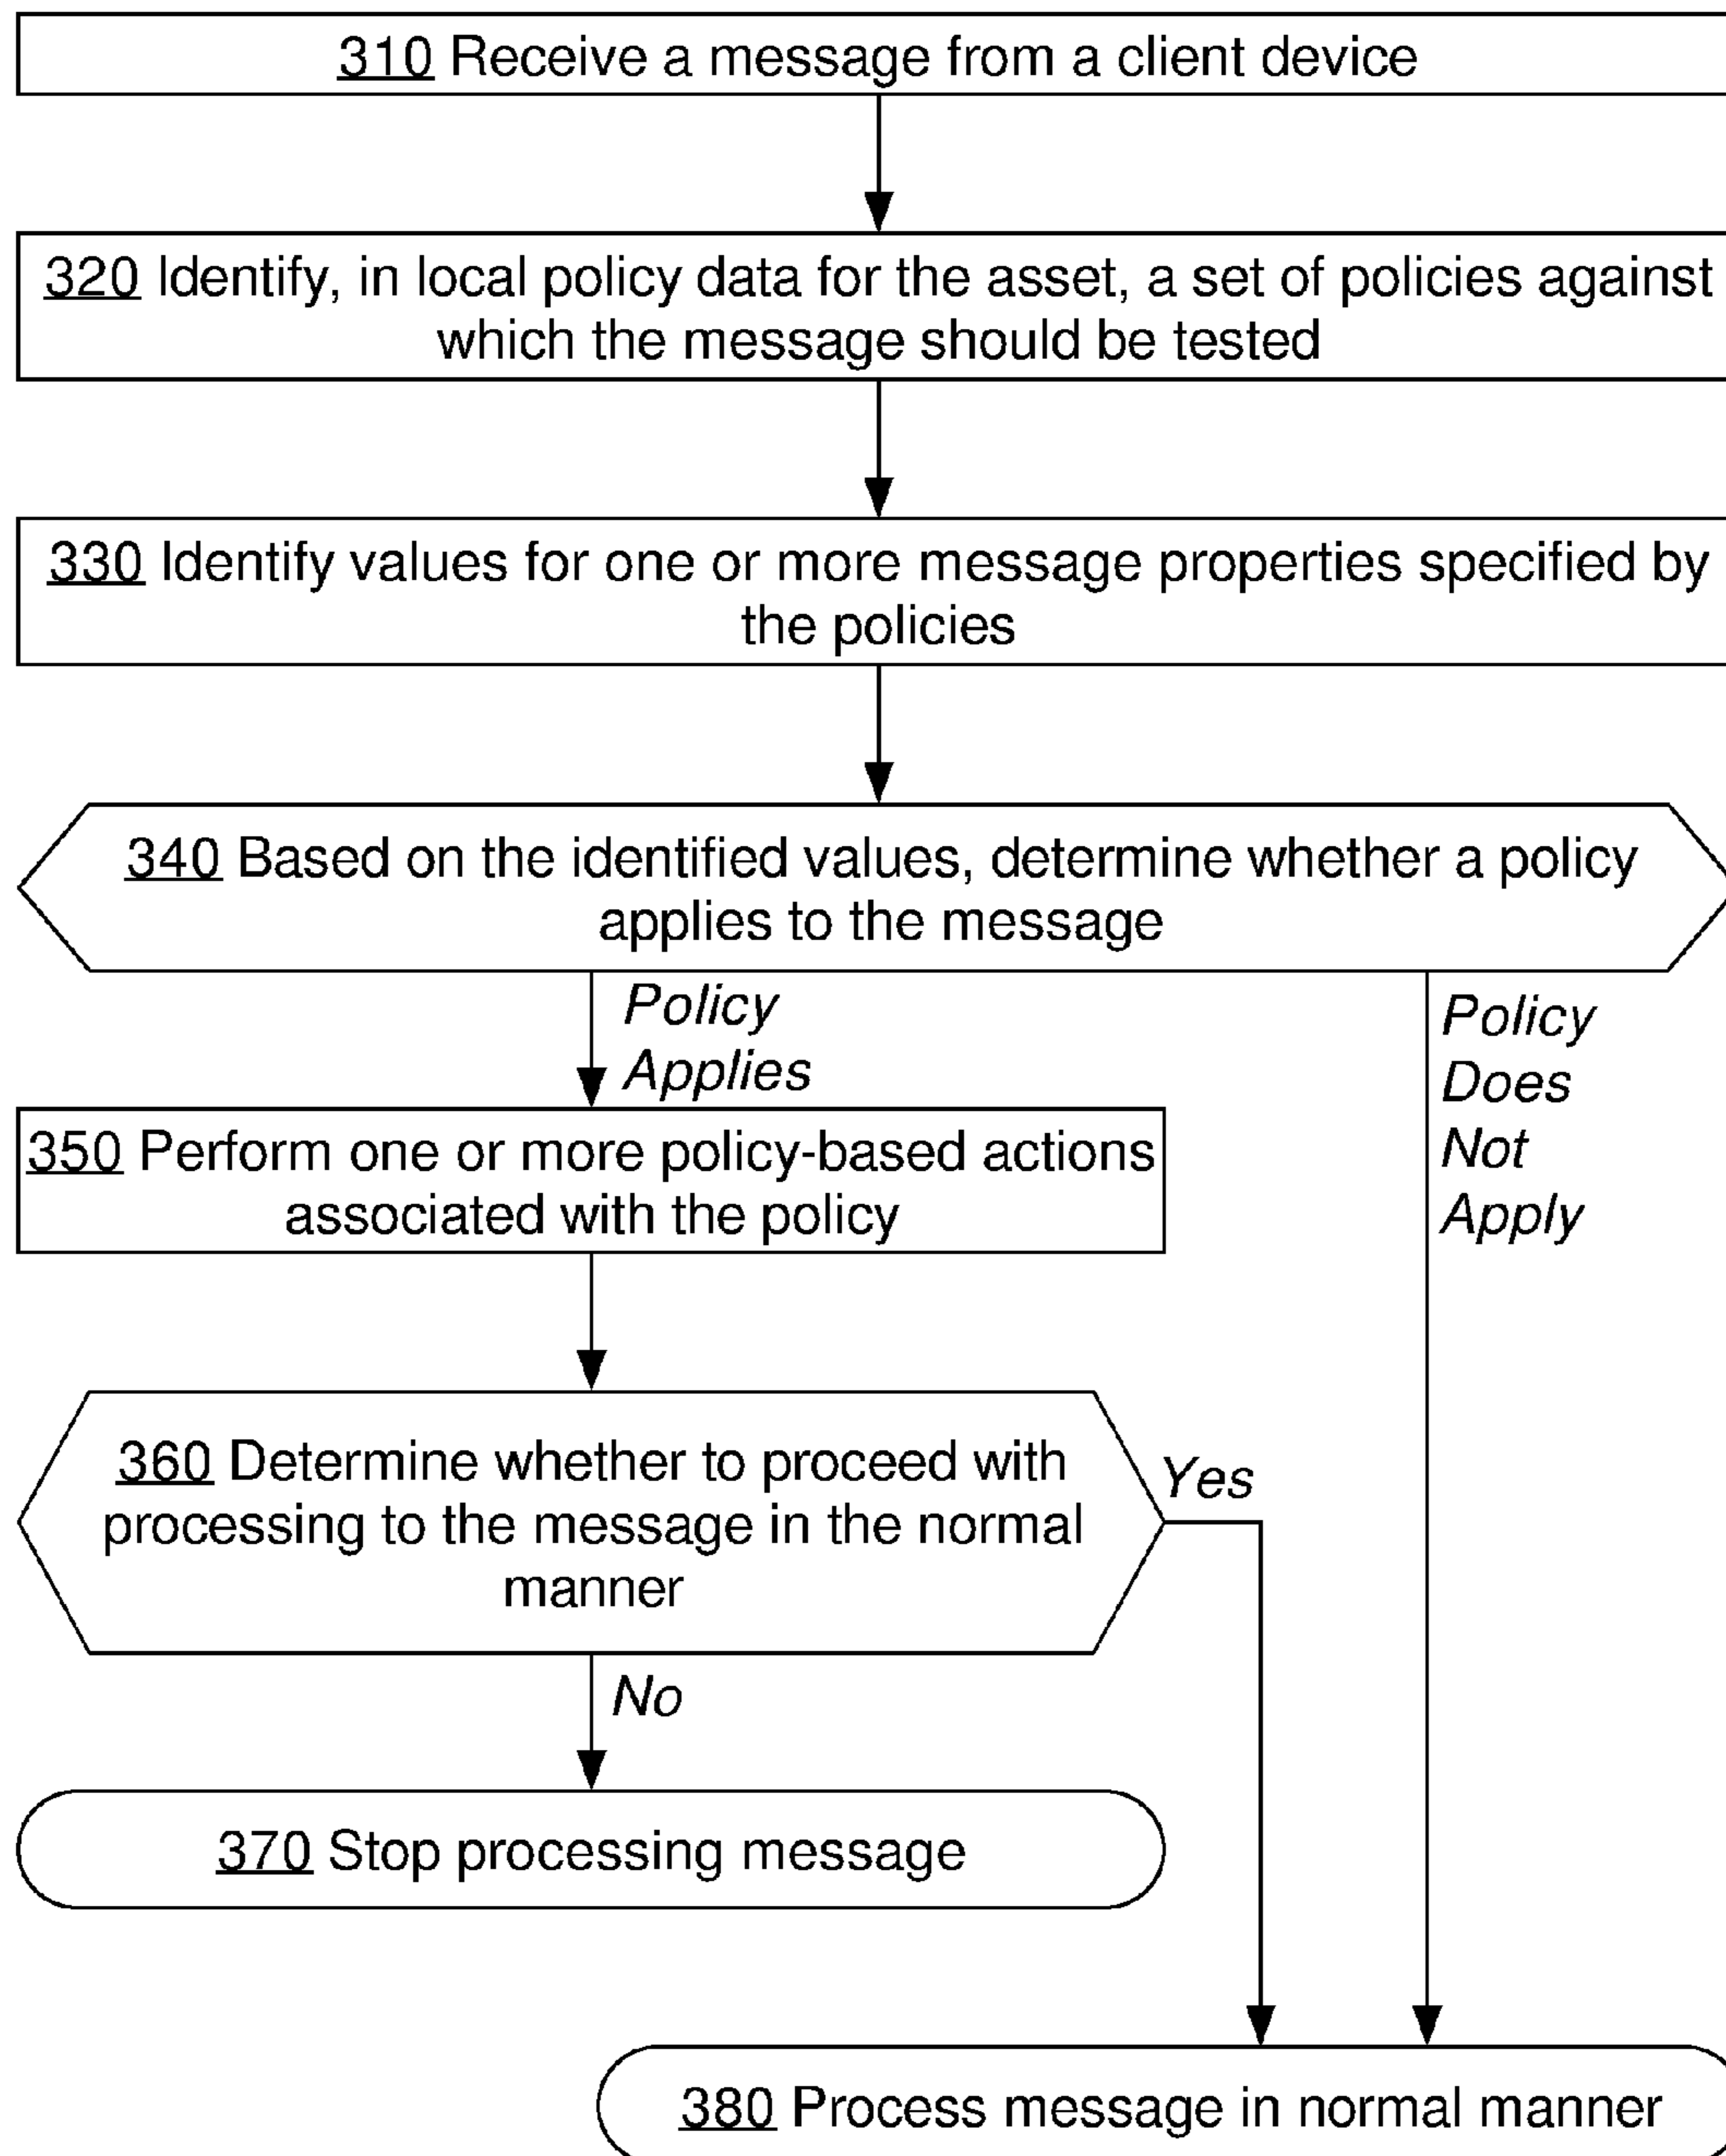 310 Receive a message from a client device
320 Identify, in local policy data for the asset, a set of policies against
which the message should be tested
330 Identify values for one or more message properties specified by
the policies
340 Based on the identified values, determine whether a policy
applies to the message
Policy
Applies
Policy
Does
Not
Apply
350 Perform one or more policy-based actions
associated with the policy
360 Determine whether to proceed with
processing to the message in the normal
manner
Yes
No
370 Stop processing message
380 Process message in normal manner